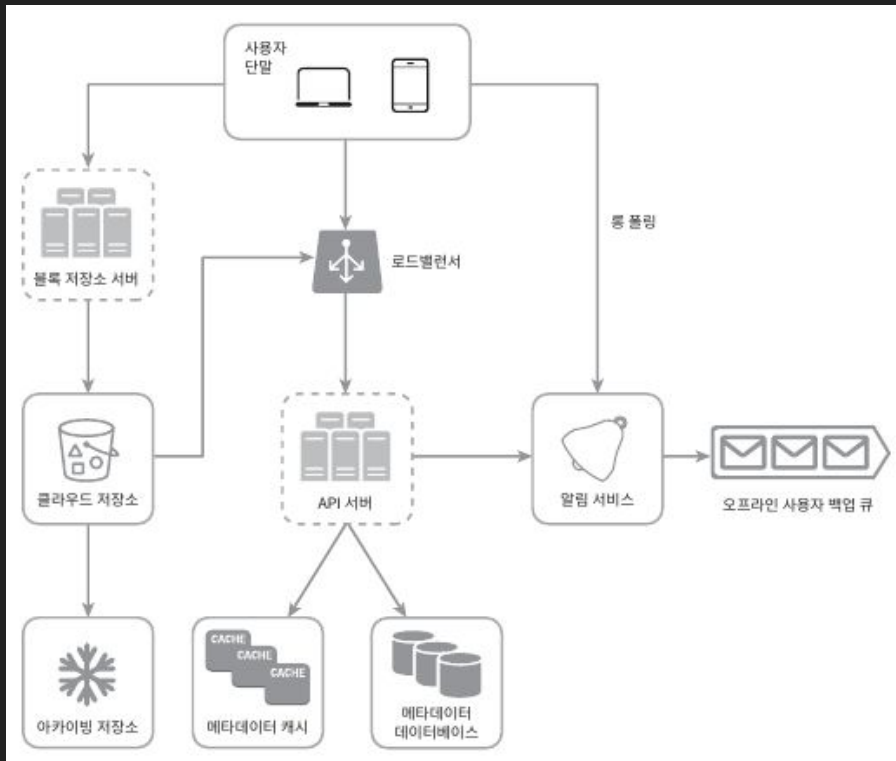 사용자
단말
블록 저장소 서버
로드밸런서
롱 폴링
클라우드 저장소
API 서버
알림 서비스
오프라인 사용자 백업 큐
아카이빙 저장소
CACHE
CACHE
CACHE
메타데이터 캐시
메타데이터
데이터베이스